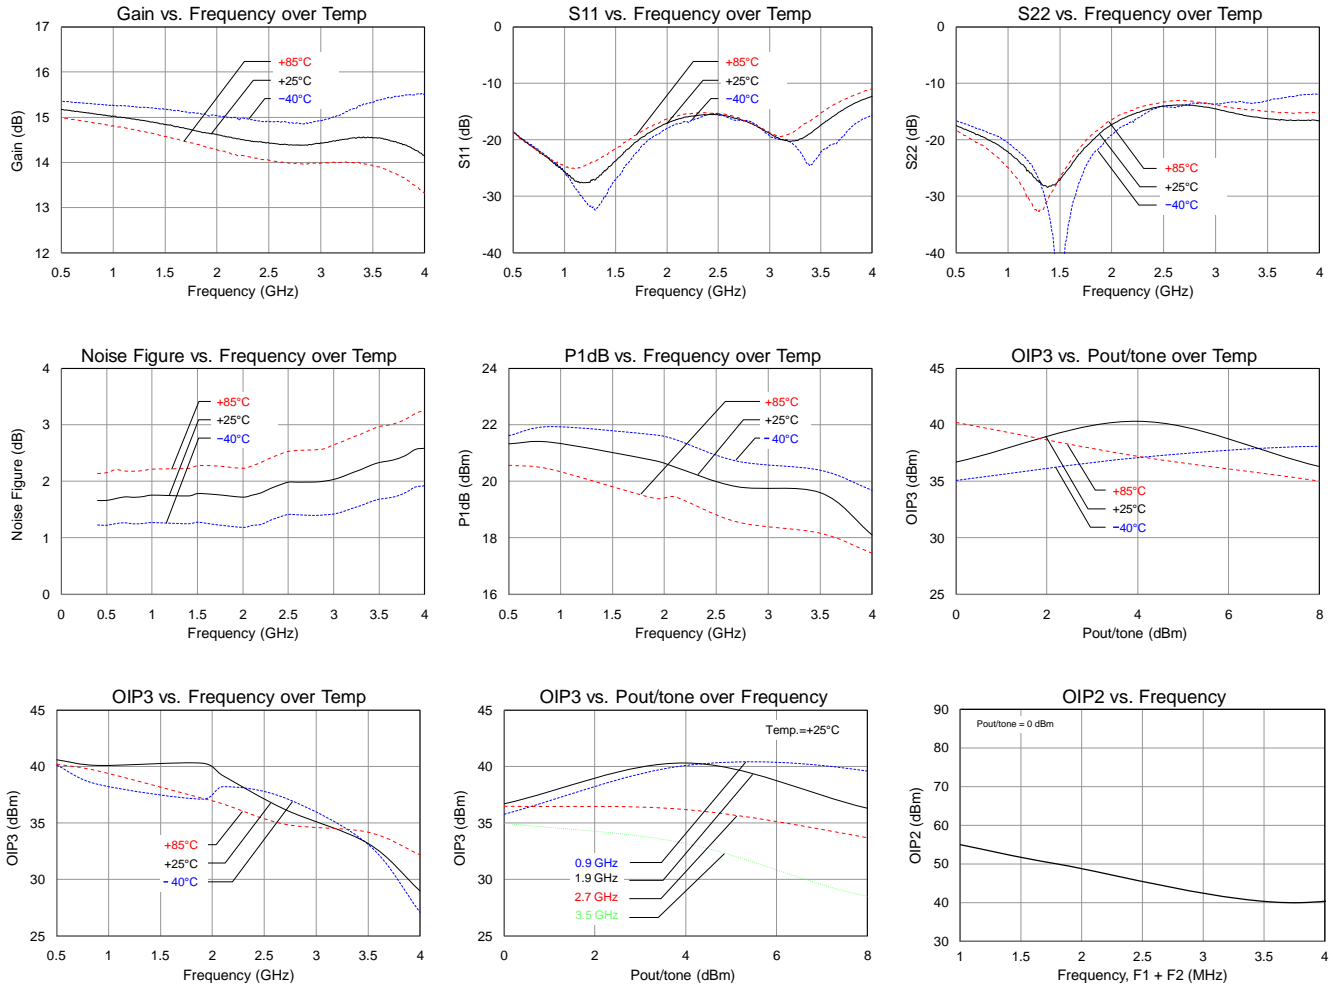 Gain vs. Frequency over Temp
17
16
15
14
13
12
Gain (dB)
+85°C
+25°C
−40°C
0.5 1 1.5 2 2.5 3 3.5 4
Frequency (GHz)
S11 vs. Frequency over Temp
0
-10
-20
-30
-40
S11 (dB)
+85°C
+25°C
−40°C
0.5 1 1.5 2 2.5 3 3.5 4
Frequency (GHz)
S22 vs. Frequency over Temp
0
-10
-20
-30
-40
S22 (dB)
+85°C
+25°C
−40°C
0.5 1 1.5 2 2.5 3 3.5 4
Frequency (GHz)
Noise Figure vs. Frequency over Temp
4
3
2
1
0
Noise Figure (dB)
+85°C
+25°C
−40°C
0 0.5 1 1.5 2 2.5 3 3.5 4
Frequency (GHz)
P1dB vs. Frequency over Temp
24
22
20
18
16
P1dB (dBm)
+85°C
+25°C
−40°C
0.5 1 1.5 2 2.5 3 3.5 4
Frequency (GHz)
OIP3 vs. Pout/tone over Temp
45
40
35
30
25
OIP3 (dBm)
+85°C
+25°C
−40°C
0 2 4 6 8
Pout/tone (dBm)
OIP3 vs. Frequency over Temp
45
40
35
30
25
OIP3 (dBm)
+85°C
+25°C
−40°C
0.5 1 1.5 2 2.5 3 3.5 4
Frequency (GHz)
OIP3 vs. Pout/tone over Frequency
45
40
35
30
25
OIP3 (dBm)
Temp.=+25°C
0.9 GHz
1.9 GHz
2.7 GHz
3.5 GHz
0 2 4 6 8
Pout/tone (dBm)
OIP2 vs. Frequency
90
80
70
60
50
40
30
OIP2 (dBm)
Pout/tone = 0 dBm
1 1.5 2 2.5 3 3.5 4
Frequency, F1 + F2 (MHz)